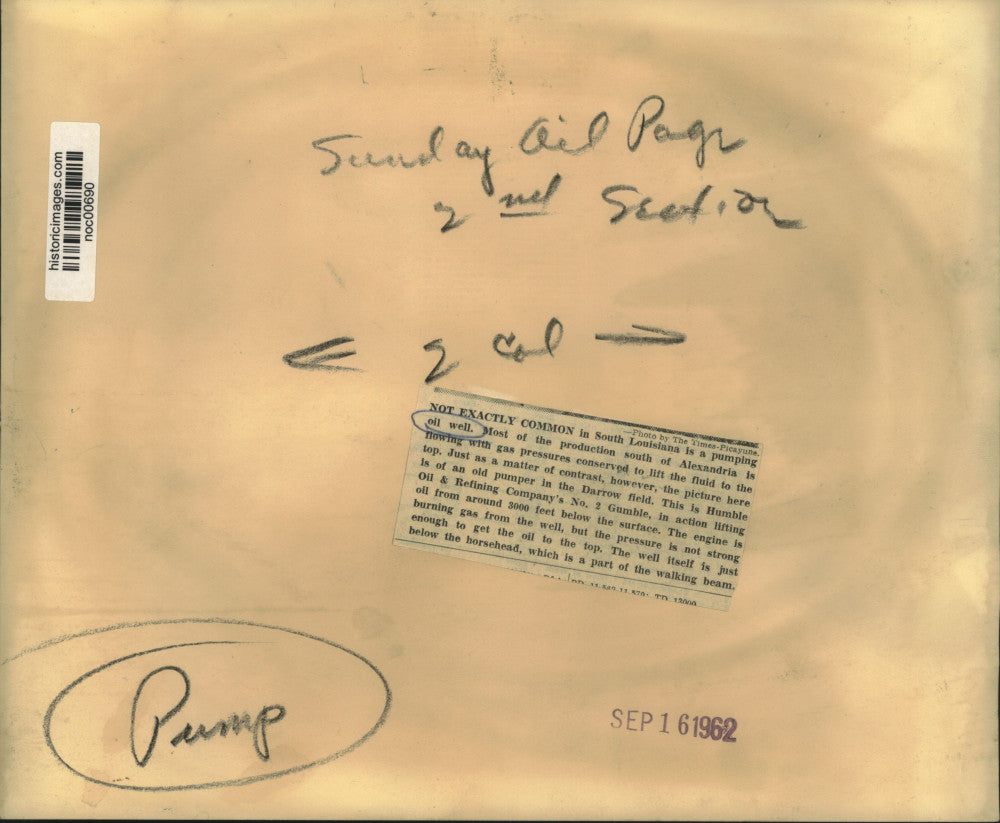 Sunday Oil Page
2nd Section
historicimages.com
noc00690
2 Col
—Photo by The Times-Picayune.
NOT EXACTLY COMMON in South Louisiana is a pumping
oil well. Most of the production south of Alexandria is
flowing with gas pressures conserved to lift the fluid to the
top. Just as a matter of contrast, however, the picture here
is of an old pumper in the Darrow field. This is Humble
Oil & Refining Company's No. 2 Gumble, in action lifting
oil from around 3000 feet below the surface. The engine is
burning gas from the well, but the pressure is not strong
enough to get the oil to the top. The well itself is just
below the horsehead, which is a part of the walking beam.
TD 13000
Pump
SEP 16 1962